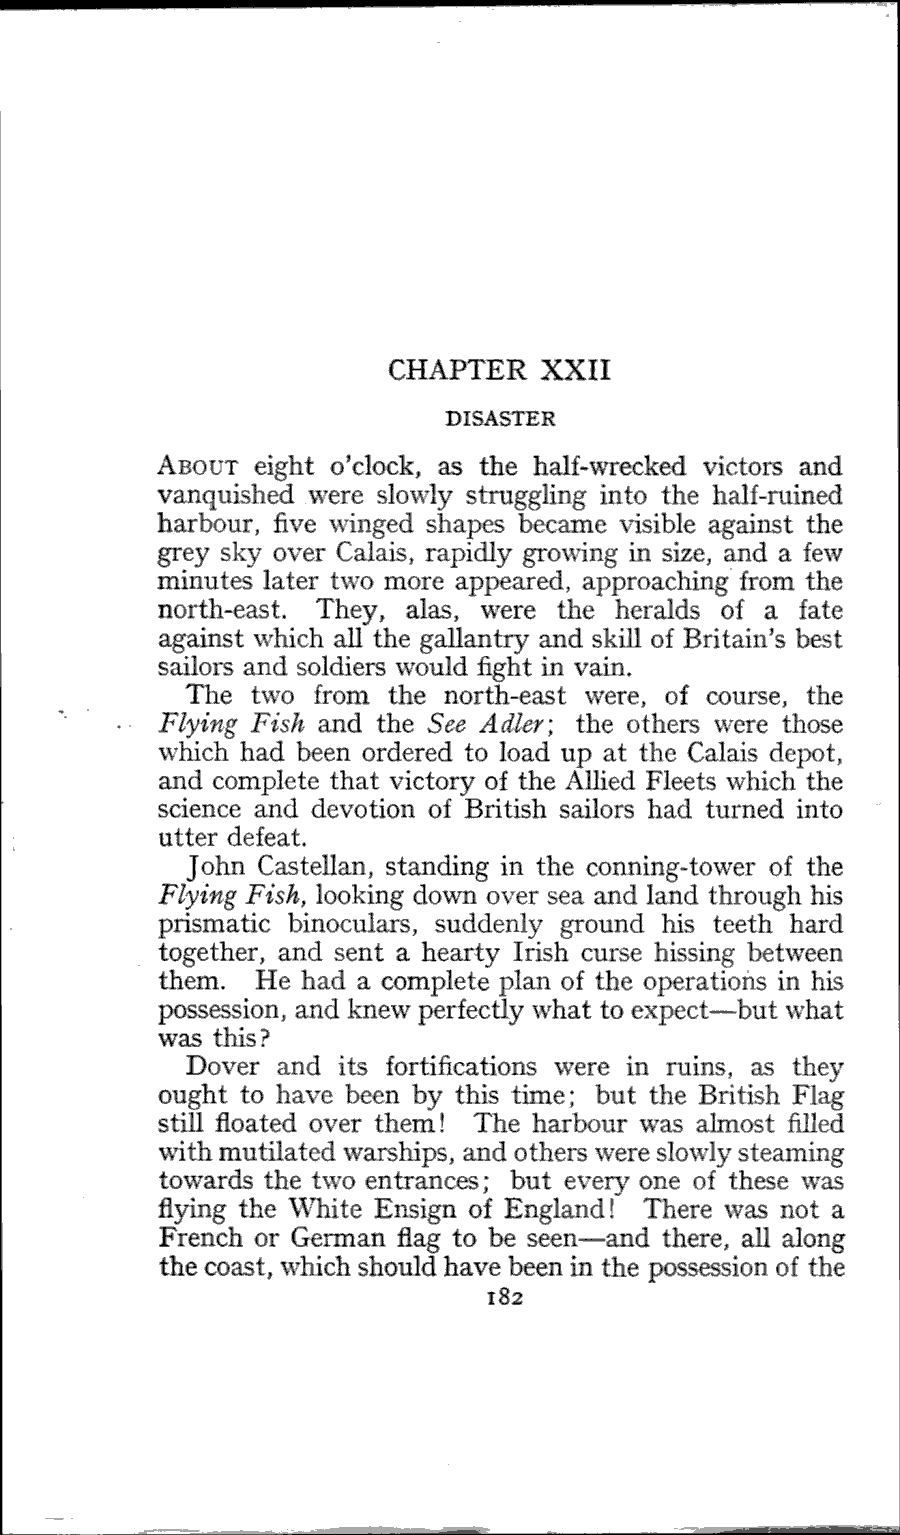 CHAPTER XXII
DISASTER
ABOUT eight o'clock, as the half-wrecked victors and
vanquished were slowly struggling into the half-ruined
harbour, five winged shapes became visible against the
grey sky over Calais, rapidly growing in size, and a few
minutes later two more appeared, approaching from the
north-east. They, alas, were the heralds of a fate
against which all the gallantry and skill of Britain's best
sailors and soldiers would fight in vain.
The two from the north-east were, of course, the
Flying Fish and the See Adler; the others were those
which had been ordered to load up at the Calais depot,
and complete that victory of the Allied Fleets which the
science and devotion of British sailors had turned into
utter defeat.
John Castellan, standing in the conning-tower of the
Flying Fish, looking down over sea and land through his
prismatic binoculars, suddenly ground his teeth hard
together, and sent a hearty Irish curse hissing between
them. He had a complete plan of the operations in his
possession, and knew perfectly what to expect—but what
was this?
Dover and its fortifications were in ruins, as they
ought to have been by this time; but the British Flag
still floated over them! The harbour was almost filled
with mutilated warships, and others were slowly steaming
towards the two entrances; but every one of these was
flying the White Ensign of England! There was not a
French or German flag to be seen—and there, all along
the coast, which should have been in the possession of the
182